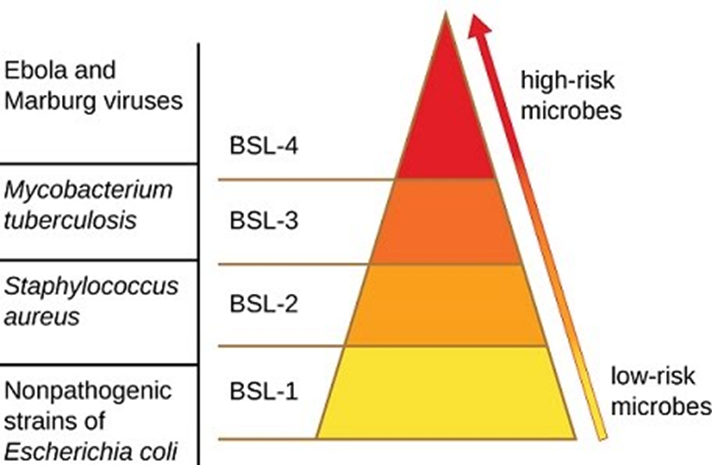 Ebola and
Marburg viruses
BSL-4
high-risk
microbes
Mycobacterium
tuberculosis
BSL-3
Staphylococcus
aureus
BSL-2
Nonpathogenic
strains of
Escherichia coli
BSL-1
low-risk
microbes